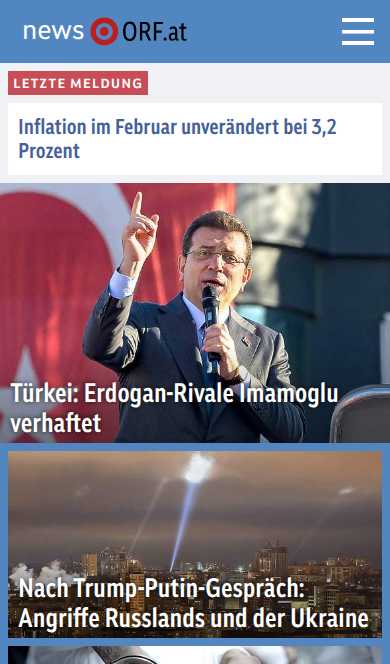 news ORF.at
LETZTE MELDUNG
Inflation im Februar unverändert bei 3,2
Prozent
Türkei: Erdogan-Rivale Imamoglu
verhaftet
Nach Trump-Putin-Gespräch:
Angriffe Russlands und der Ukraine